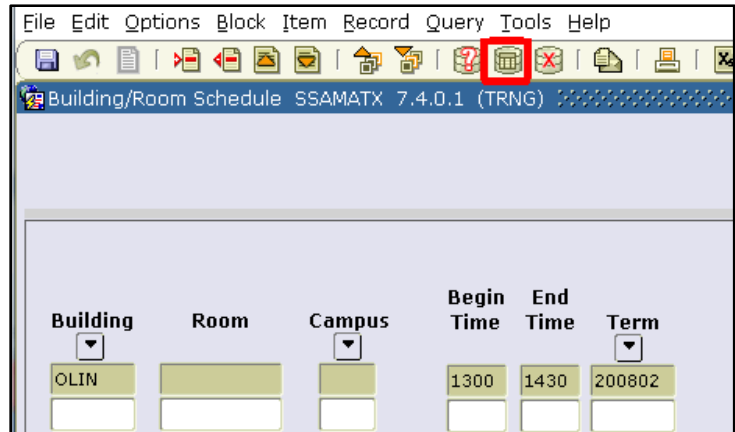 File Edit Options Block Item Record Query Tools Help
Building/Room Schedule SSAMATX 7.4.0.1 (TRNG)
Begin End
Building Room Campus Time Time Term
OLIN 1300 1430 200802